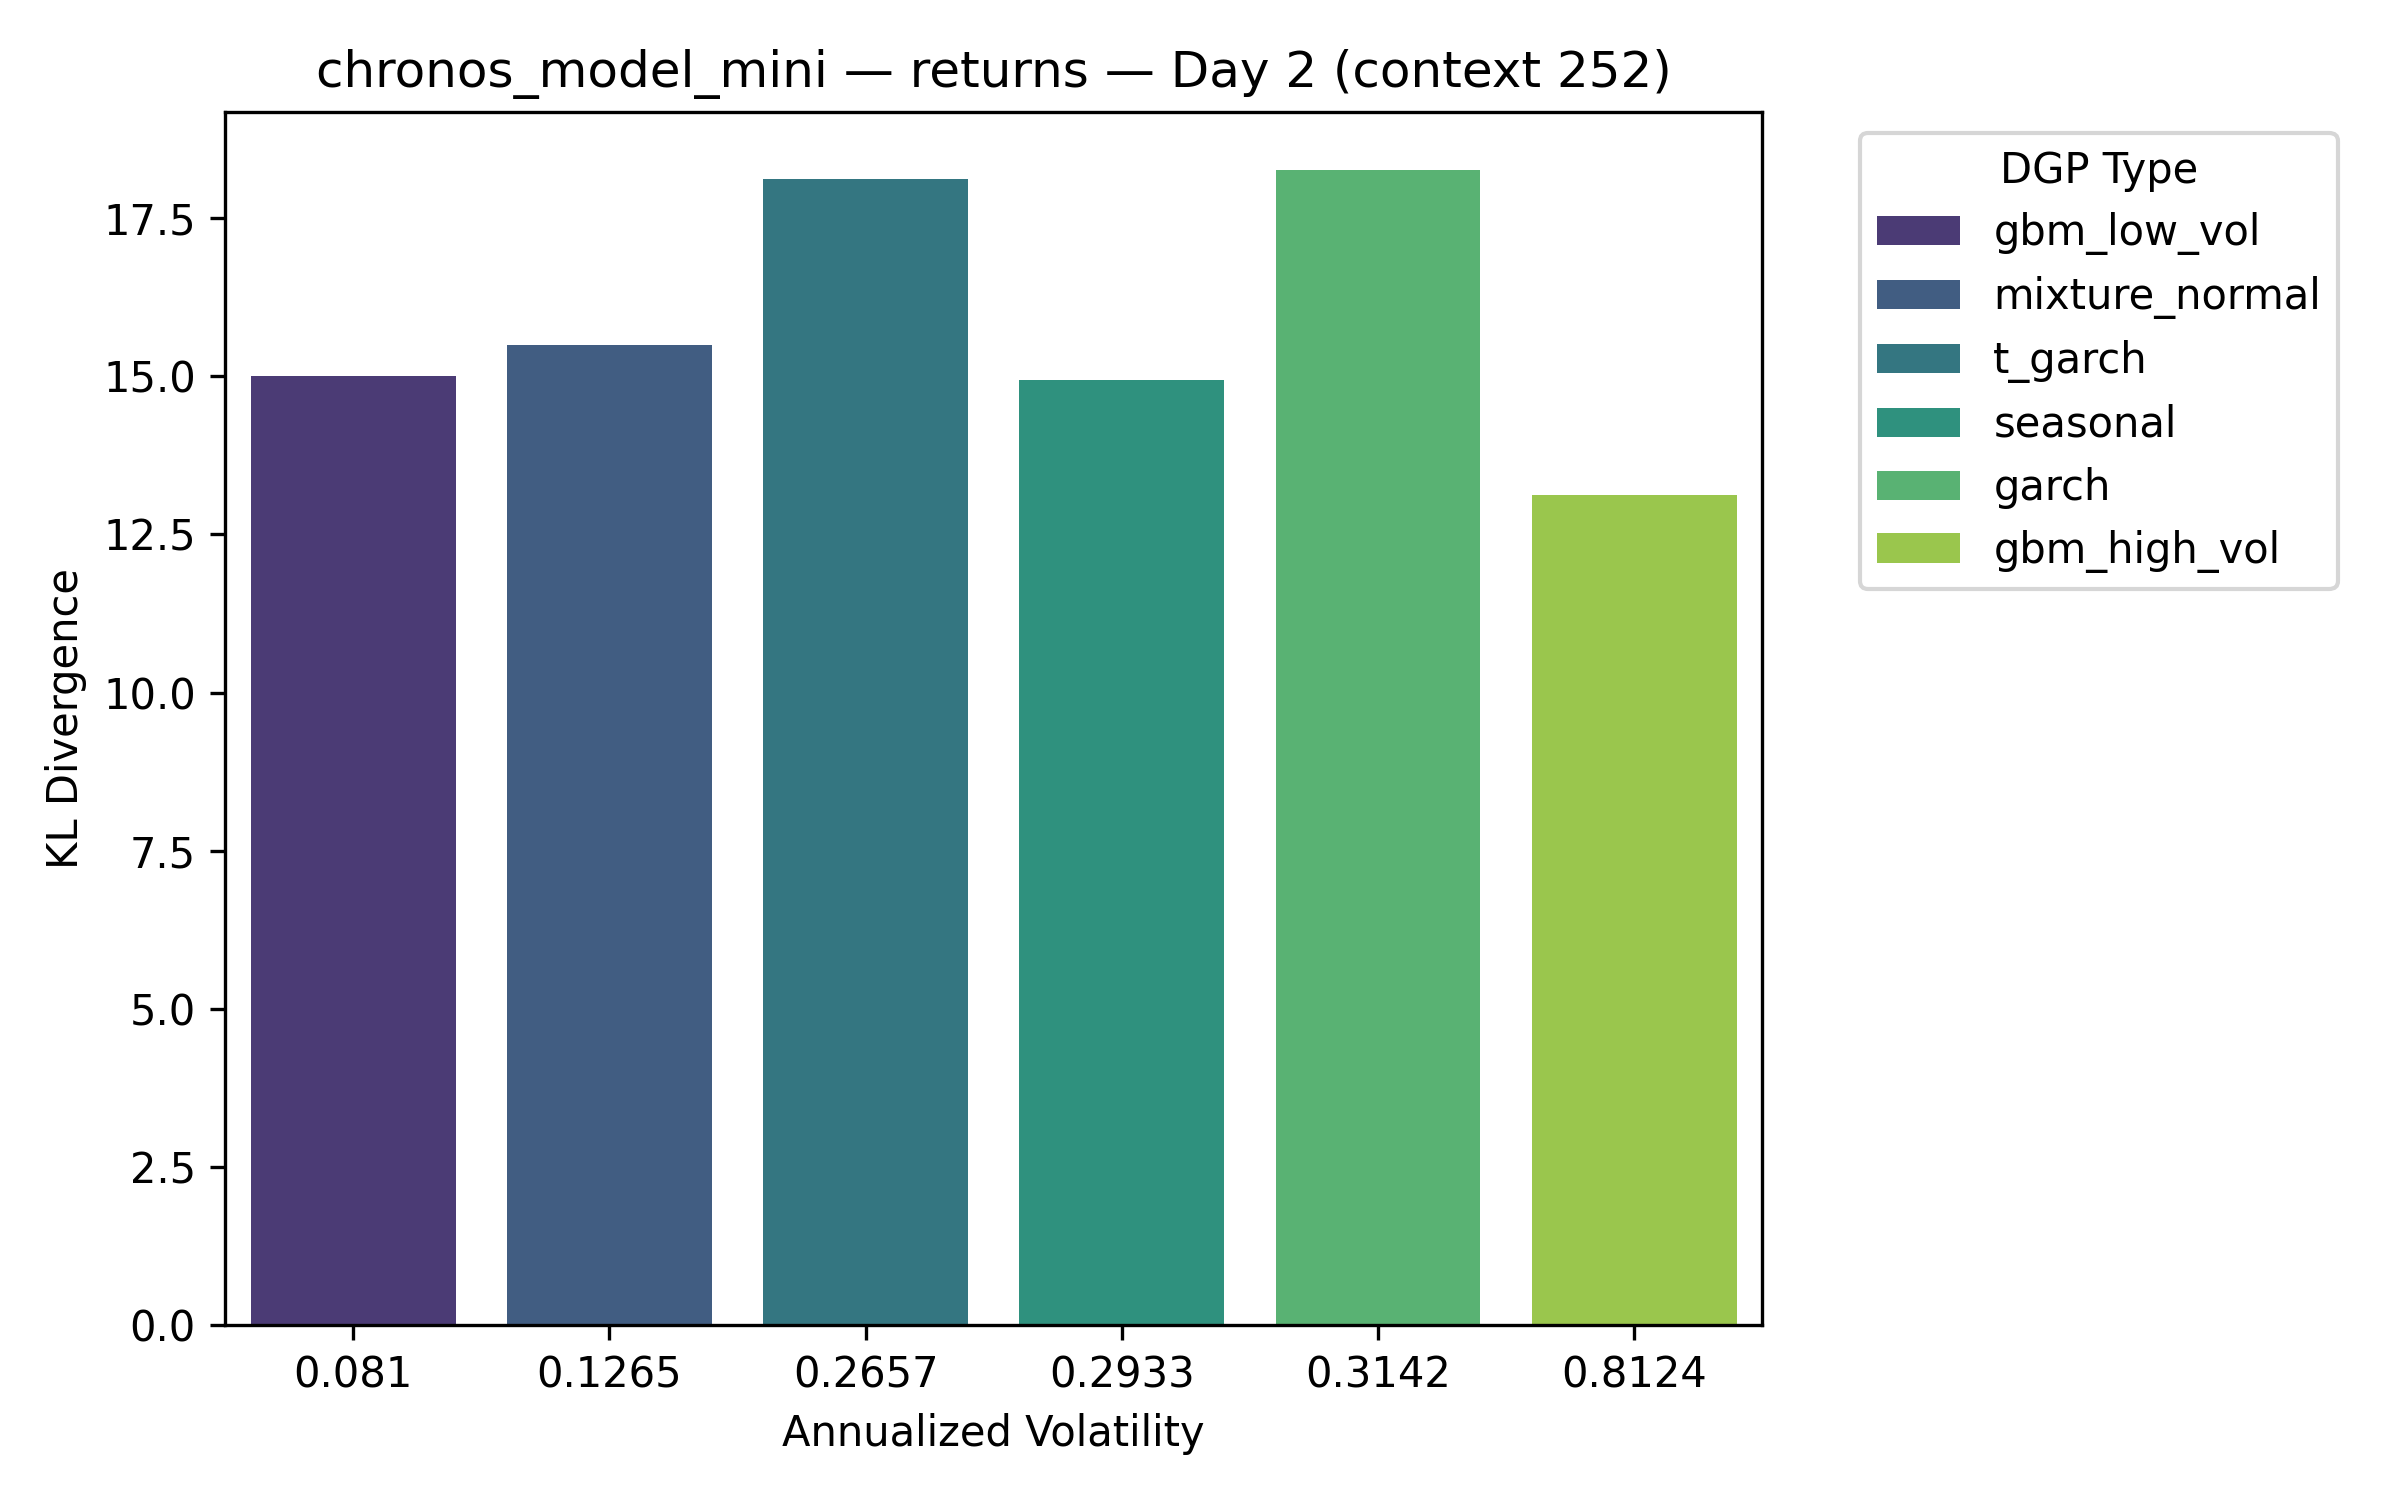 chronos_model_mini — returns — Day 2 (context 252)
KL Divergence
17.5
15.0
12.5
10.0
7.5
5.0
2.5
0.0
0.081 0.1265 0.2657 0.2933 0.3142 0.8124
Annualized Volatility
DGP Type
gbm_low_vol
mixture_normal
t_garch
seasonal
garch
gbm_high_vol